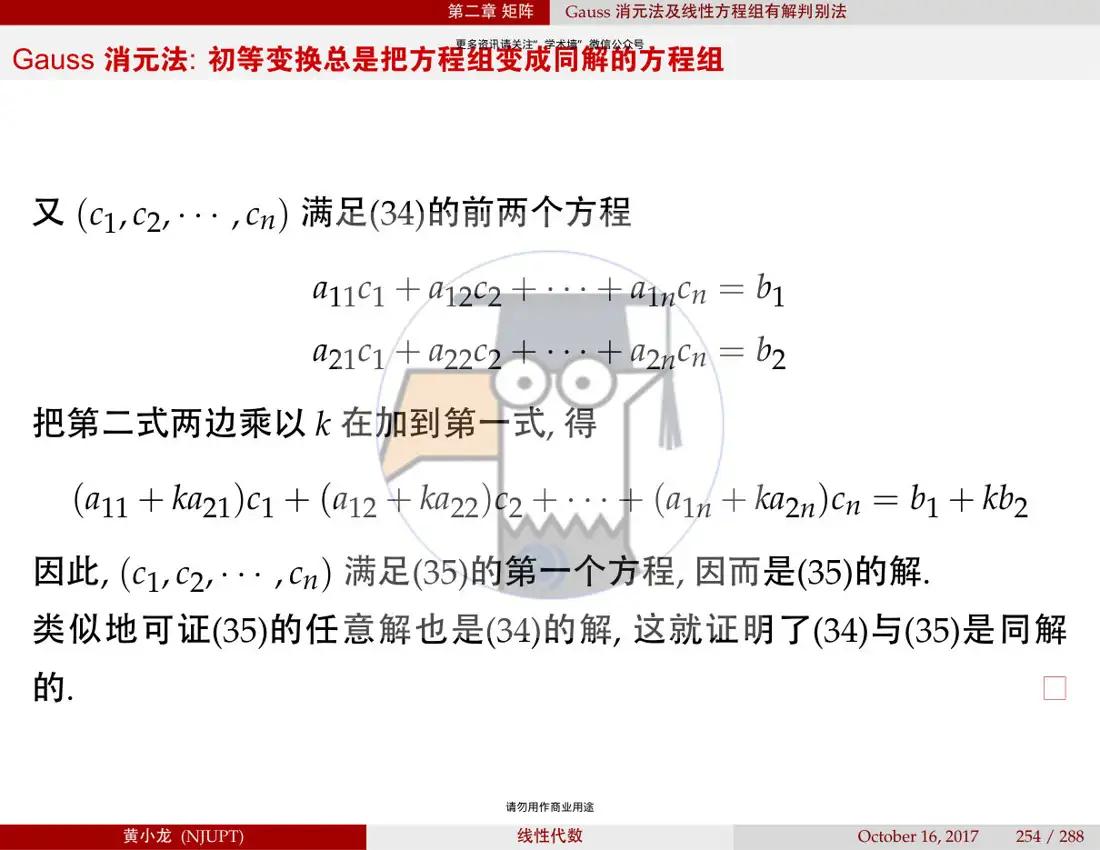 第二章 矩阵 Gauss 消元法及线性方程组有解判别法
更多资讯请关注“学术墙”微信公众号
Gauss 消元法: 初等变换总是把方程组变成同解的方程组
又 (c₁, c₂, · · · , cₙ) 满足(34)的前两个方程
a₁₁c₁ + a₁₂c₂ + · · · + a₁ₙcₙ = b₁
a₂₁c₁ + a₂₂c₂ + · · · + a₂ₙcₙ = b₂
把第二式两边乘以 k 在加到第一式, 得
(a₁₁ + ka₂₁)c₁ + (a₁₂ + ka₂₂)c₂ + · · · + (a₁ₙ + ka₂ₙ)cₙ = b₁ + kb₂
因此, (c₁, c₂, · · · , cₙ) 满足(35)的第一个方程, 因而是(35)的解.
类似地可证(35)的任意解也是(34)的解, 这就证明了(34)与(35)是同解
的.
请勿用作商业用途
黄小龙 (NJUPT) 线性代数 October 16, 2017 254 / 288